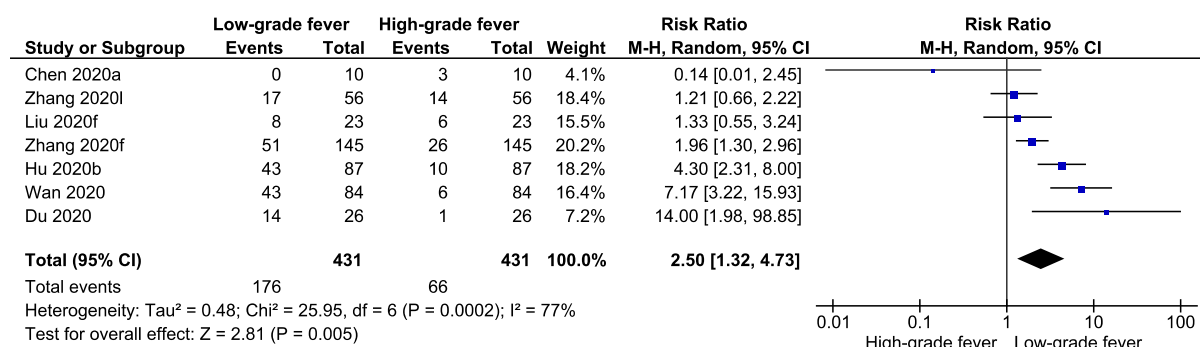 Low-grade fever High-grade fever Risk Ratio Risk Ratio
Study or Subgroup Events Total Events Total Weight M-H, Random, 95% CI M-H, Random, 95% CI
Chen 2020a 0 10 3 10 4.1% 0.14 [0.01, 2.45]
Zhang 2020l 17 56 14 56 18.4% 1.21 [0.66, 2.22]
Liu 2020f 8 23 6 23 15.5% 1.33 [0.55, 3.24]
Zhang 2020f 51 145 26 145 20.2% 1.96 [1.30, 2.96]
Hu 2020b 43 87 10 87 18.2% 4.30 [2.31, 8.00]
Wan 2020 43 84 6 84 16.4% 7.17 [3.22, 15.93]
Du 2020 14 26 1 26 7.2% 14.00 [1.98, 98.85]
Total (95% CI) 431 431 100.0% 2.50 [1.32, 4.73]
Total events 176 66
Heterogeneity: Tau² = 0.48; Chi² = 25.95, df = 6 (P = 0.0002); I² = 77%
Test for overall effect: Z = 2.81 (P = 0.005)
0.01 0.1 1 10 100
High-grade fever Low-grade fever